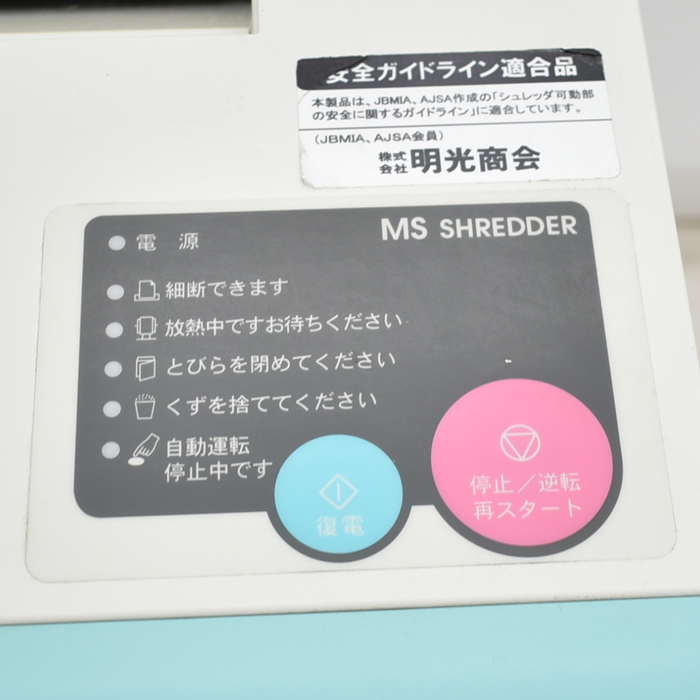 安全ガイドライン適合品
本製品は、JBMIA、AJSA作成の「シュレッダ可動部
の安全に関するガイドライン」に適合しています。
(JBMIA、AJSA会員)
株式会社 明光商会
MS SHREDDER
電 源
細断できます
放熱中ですお待ちください
とびらを閉めてください
くずを捨ててください
自動運転
停止中です
復電
停止/逆転
再スタート